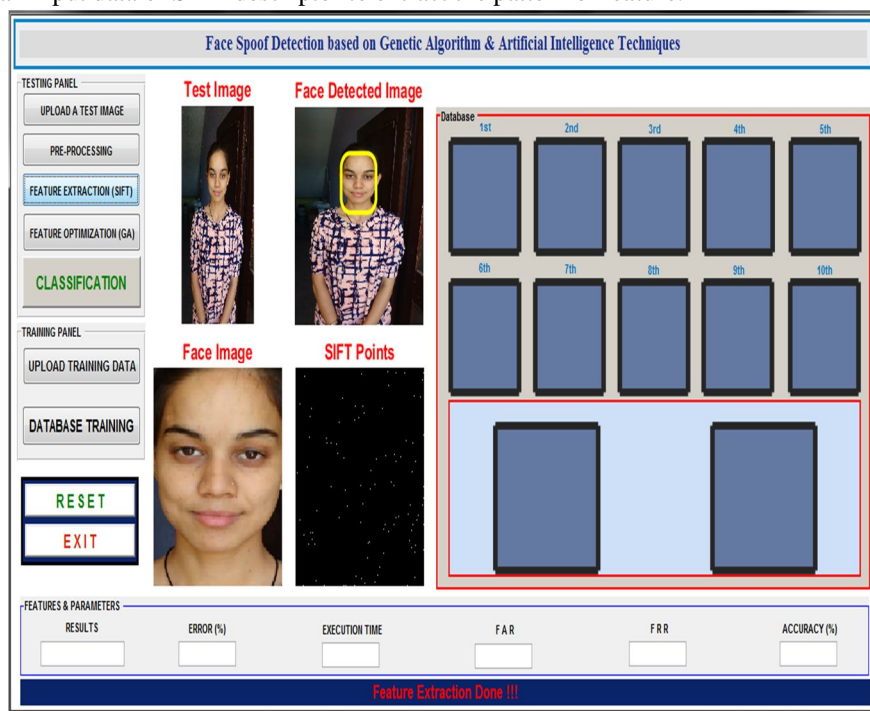 Face Spoof Detection based on Genetic Algorithm & Artificial Intelligence Techniques
TESTING PANEL
UPLOAD A TEST IMAGE
PRE-PROCESSING
FEATURE EXTRACTION (SIFT)
FEATURE OPTIMIZATION (GA)
CLASSIFICATION
TRAINING PANEL
UPLOAD TRAINING DATA
DATABASE TRAINING
RESET
EXIT
Test Image
Face Detected Image
Face Image
SIFT Points
Database
1st 2nd 3rd 4th 5th
6th 7th 8th 9th 10th
FEATURES & PARAMETERS
RESULTS ERROR (%) EXECUTION TIME F A R F R R ACCURACY (%)
Feature Extraction Done !!!